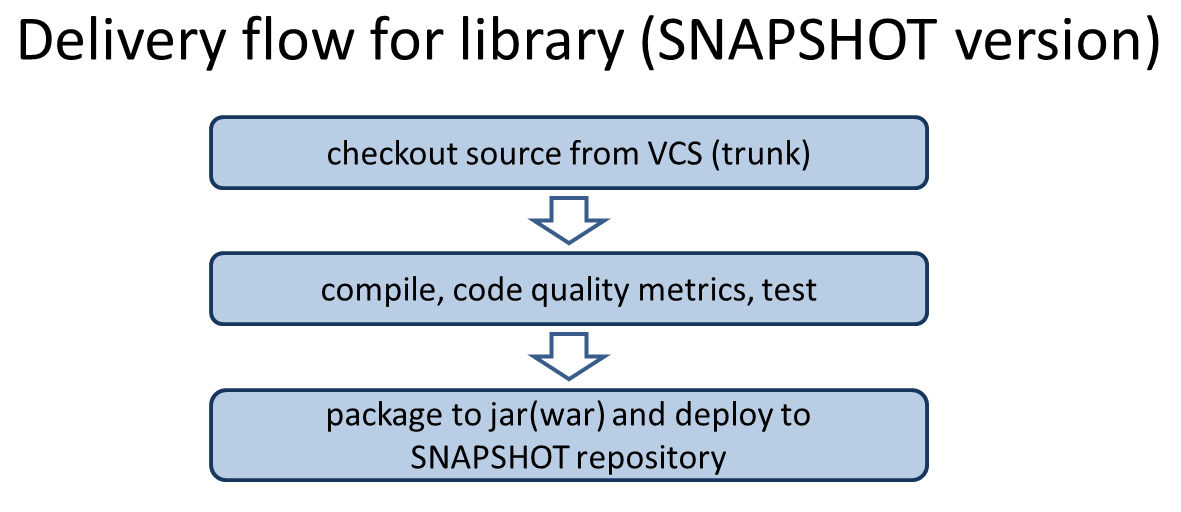 Delivery flow for library (SNAPSHOT version)
checkout source from VCS (trunk)
compile, code quality metrics, test
package to jar(war) and deploy to
SNAPSHOT repository